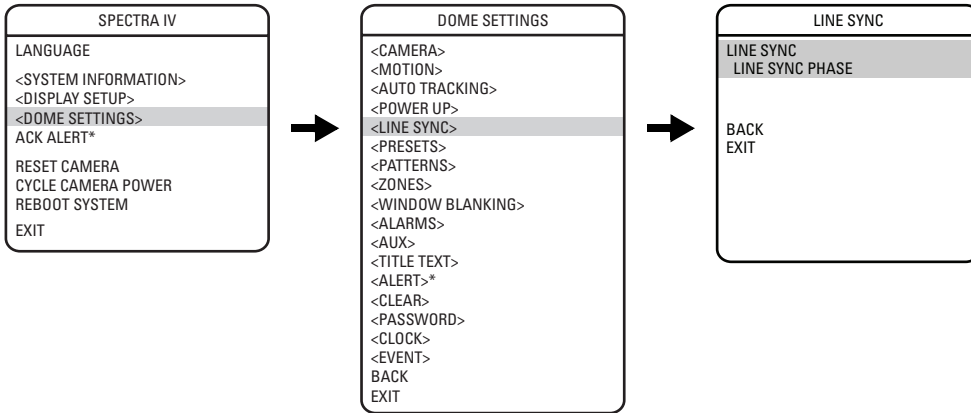 SPECTRA IV
LANGUAGE
<SYSTEM INFORMATION>
<DISPLAY SETUP>
<DOME SETTINGS>
ACK ALERT*
RESET CAMERA
CYCLE CAMERA POWER
REBOOT SYSTEM
EXIT
DOME SETTINGS
<CAMERA>
<MOTION>
<AUTO TRACKING>
<POWER UP>
<LINE SYNC>
<PRESETS>
<PATTERNS>
<ZONES>
<WINDOW BLANKING>
<ALARMS>
<AUX>
<TITLE TEXT>
<ALERT>*
<CLEAR>
<PASSWORD>
<CLOCK>
<EVENT>
BACK
EXIT
LINE SYNC
LINE SYNC
LINE SYNC PHASE
BACK
EXIT